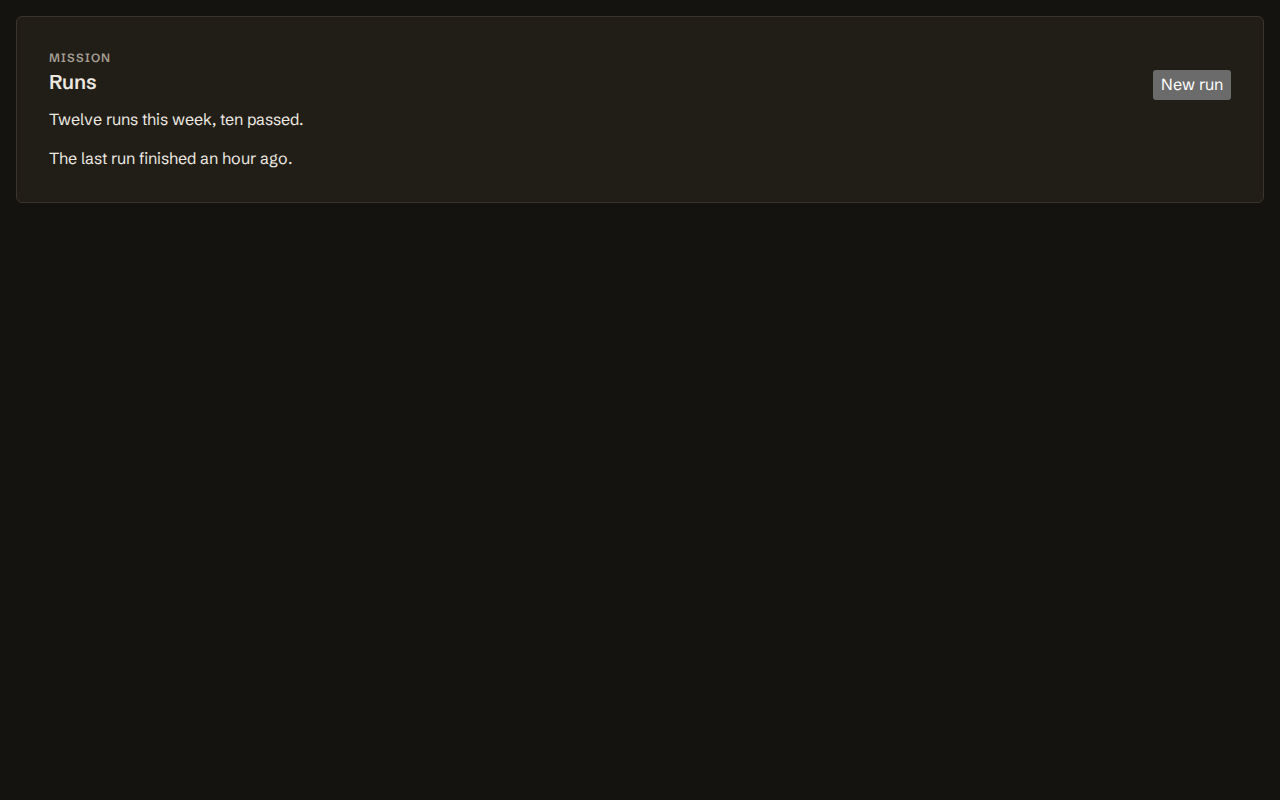 MISSION
Runs
New run
Twelve runs this week, ten passed.
The last run finished an hour ago.